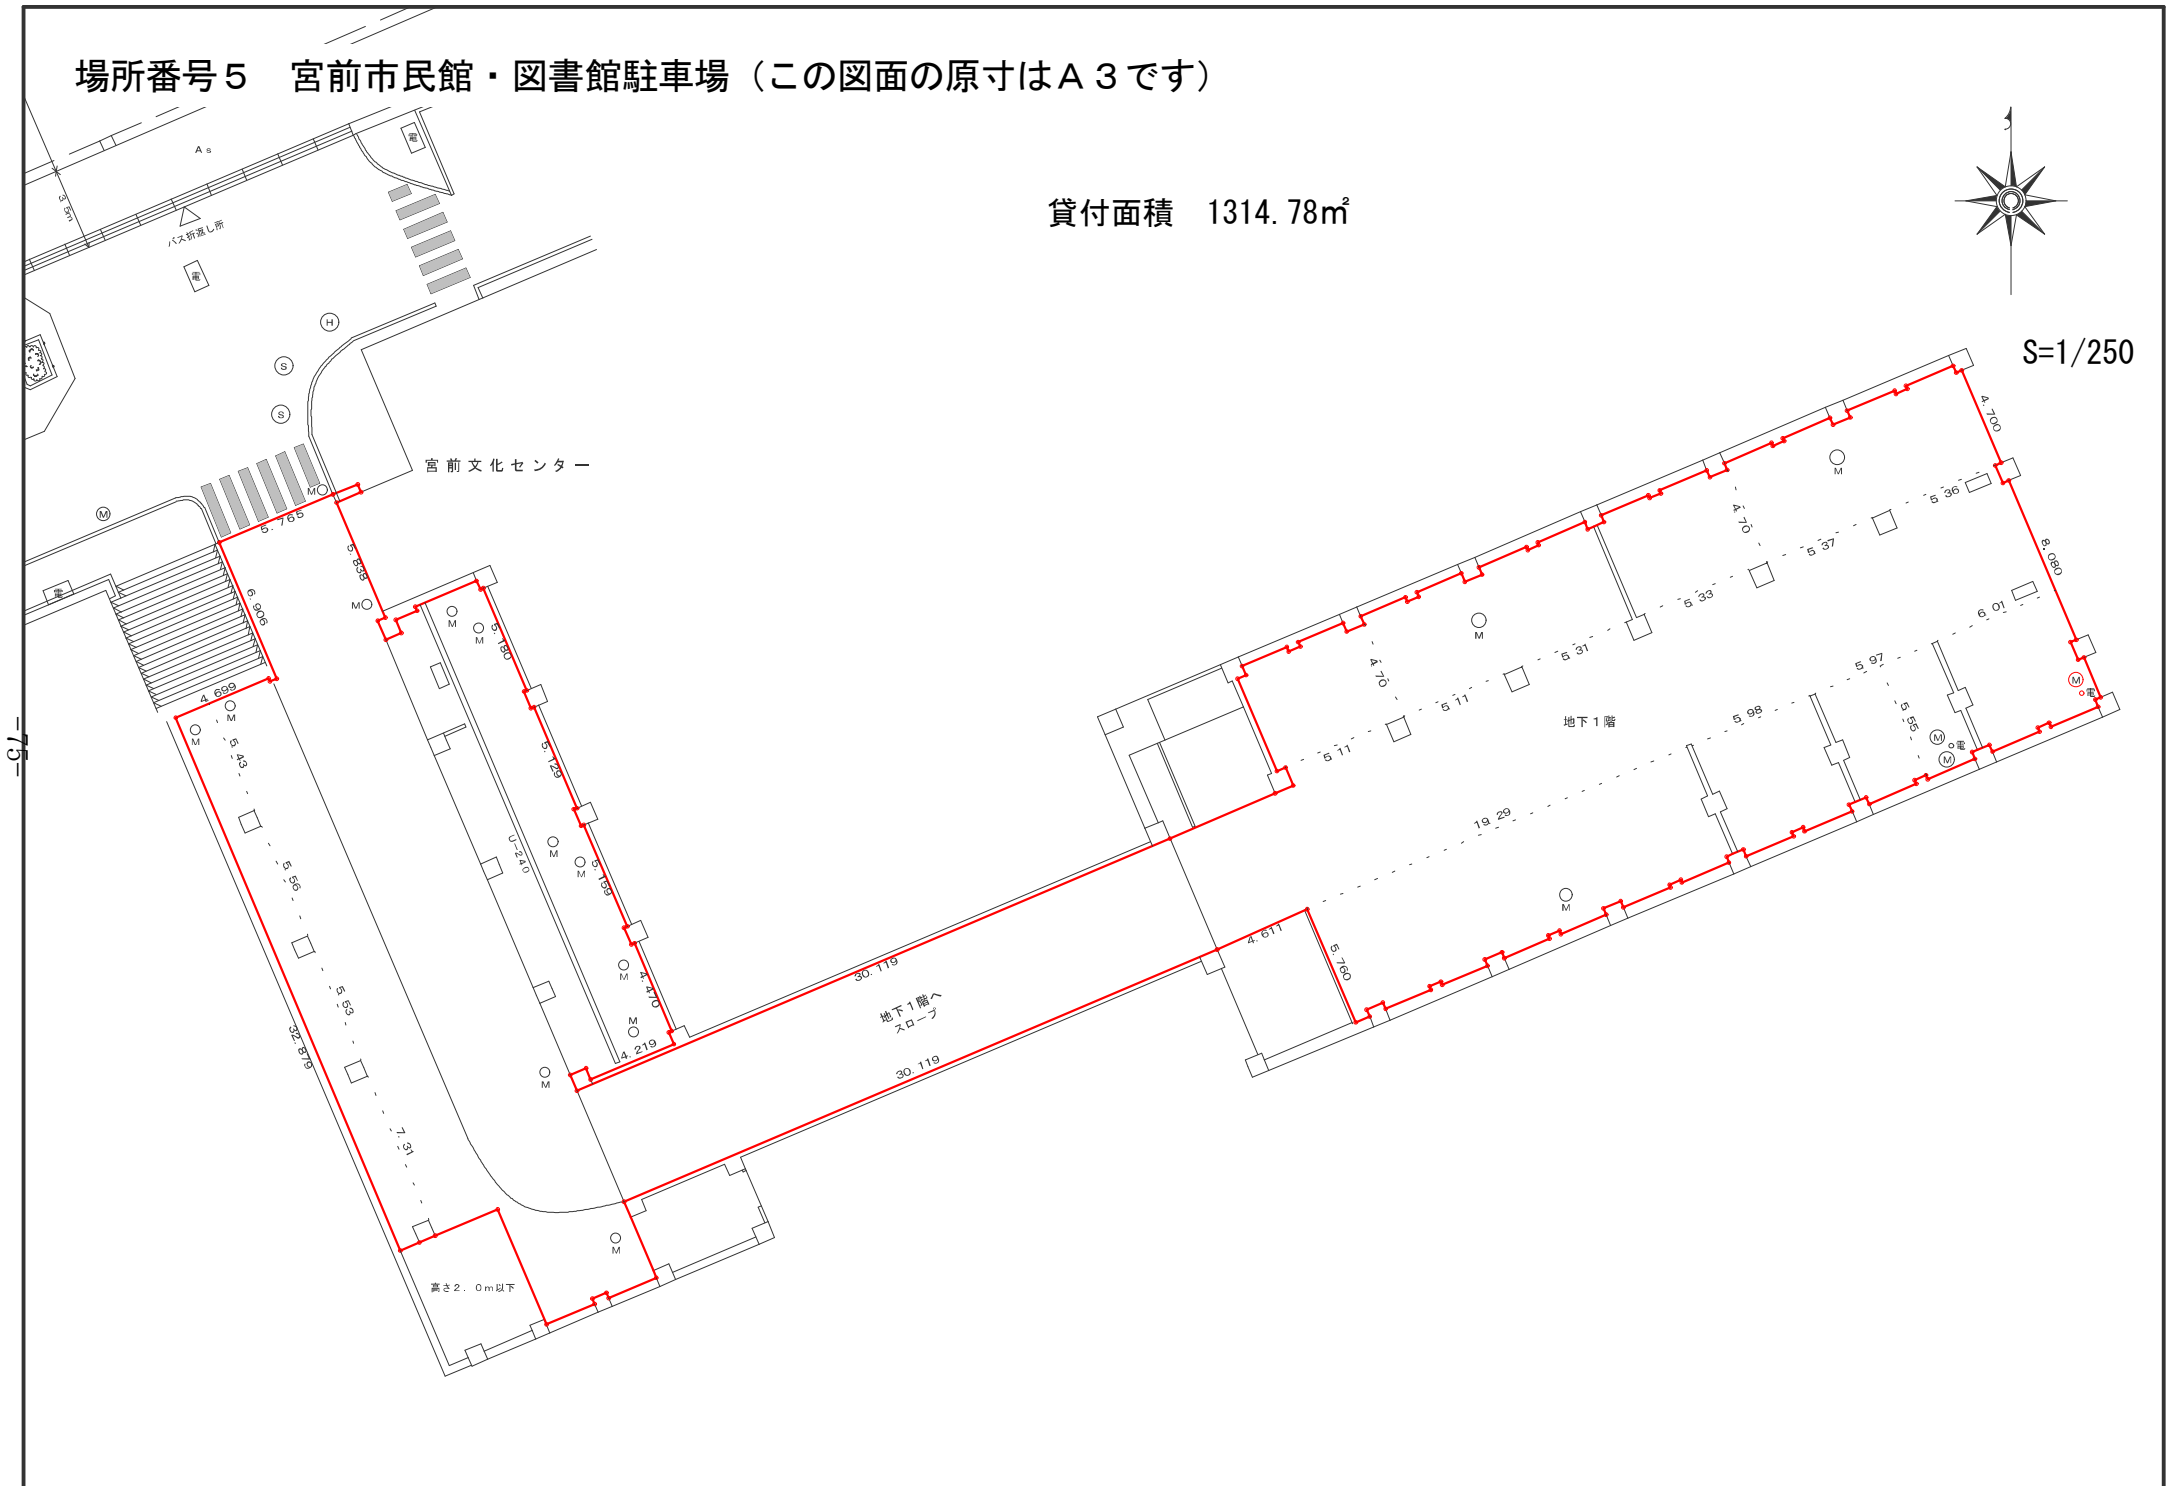 場所番号５　宮前市民館・図書館駐車場（この図面の原寸はＡ３です）
電
Ａｓ
3.5m
バス折返し所
電
貸付面積　1314.78㎡
S=1/250
H
S
S
宮前文化センター
M
M
5.765
5.838
M
電
6.906
4.699
M
M
M
M
5.180
5.129
5.159
4.470
4.219
U-240
M
M
M
M
M
M
5.43
5.56
5.53
7.31
32.879
高さ２．０ｍ以下
30.119
地下１階へ
スロープ
30.119
4.611
5.760
19.29
地下１階
4.70
4.70
5.11
5.11
5.31
5.33
5.37
5.36
4.700
8.080
6.01
5.97
5.98
5.55
M
M
M
M
電
M
電
M
-75-